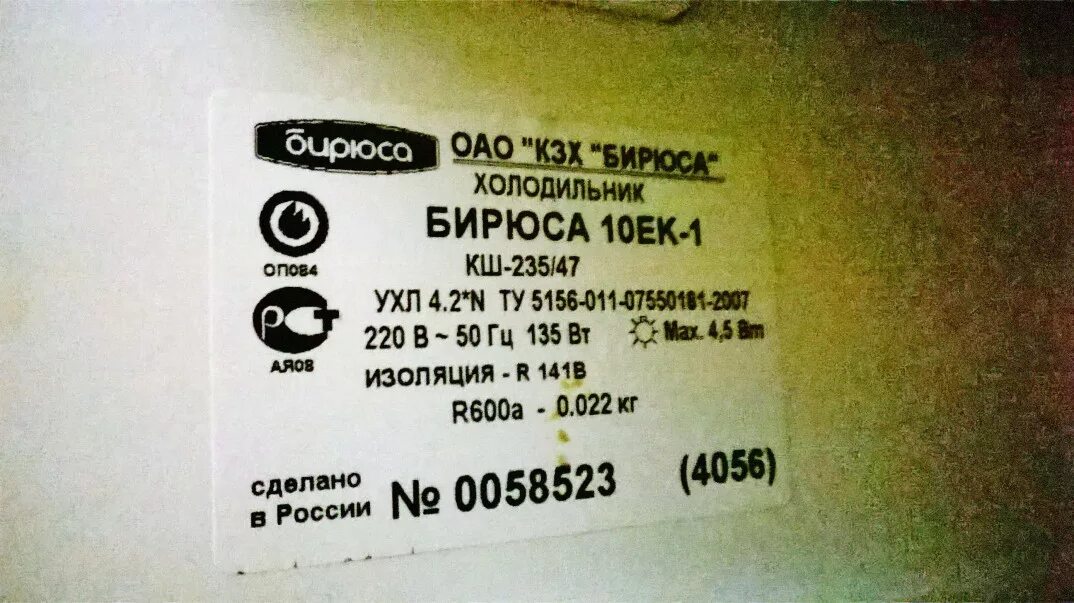 бирюса
ОАО "КЗХ "БИРЮСА"
ХОЛОДИЛЬНИК
БИРЮСА 10ЕК-1
КШ-235/47
ОП084
УХЛ 4.2*N ТУ 5156-011-07550181-2007
РСТ
220 В ~ 50 Гц 135 Вт Max. 4,5 Вт
АЯ08
ИЗОЛЯЦИЯ - R 141B
R600a - 0.022 кг
сделано
в России
№ 0058523 (4056)